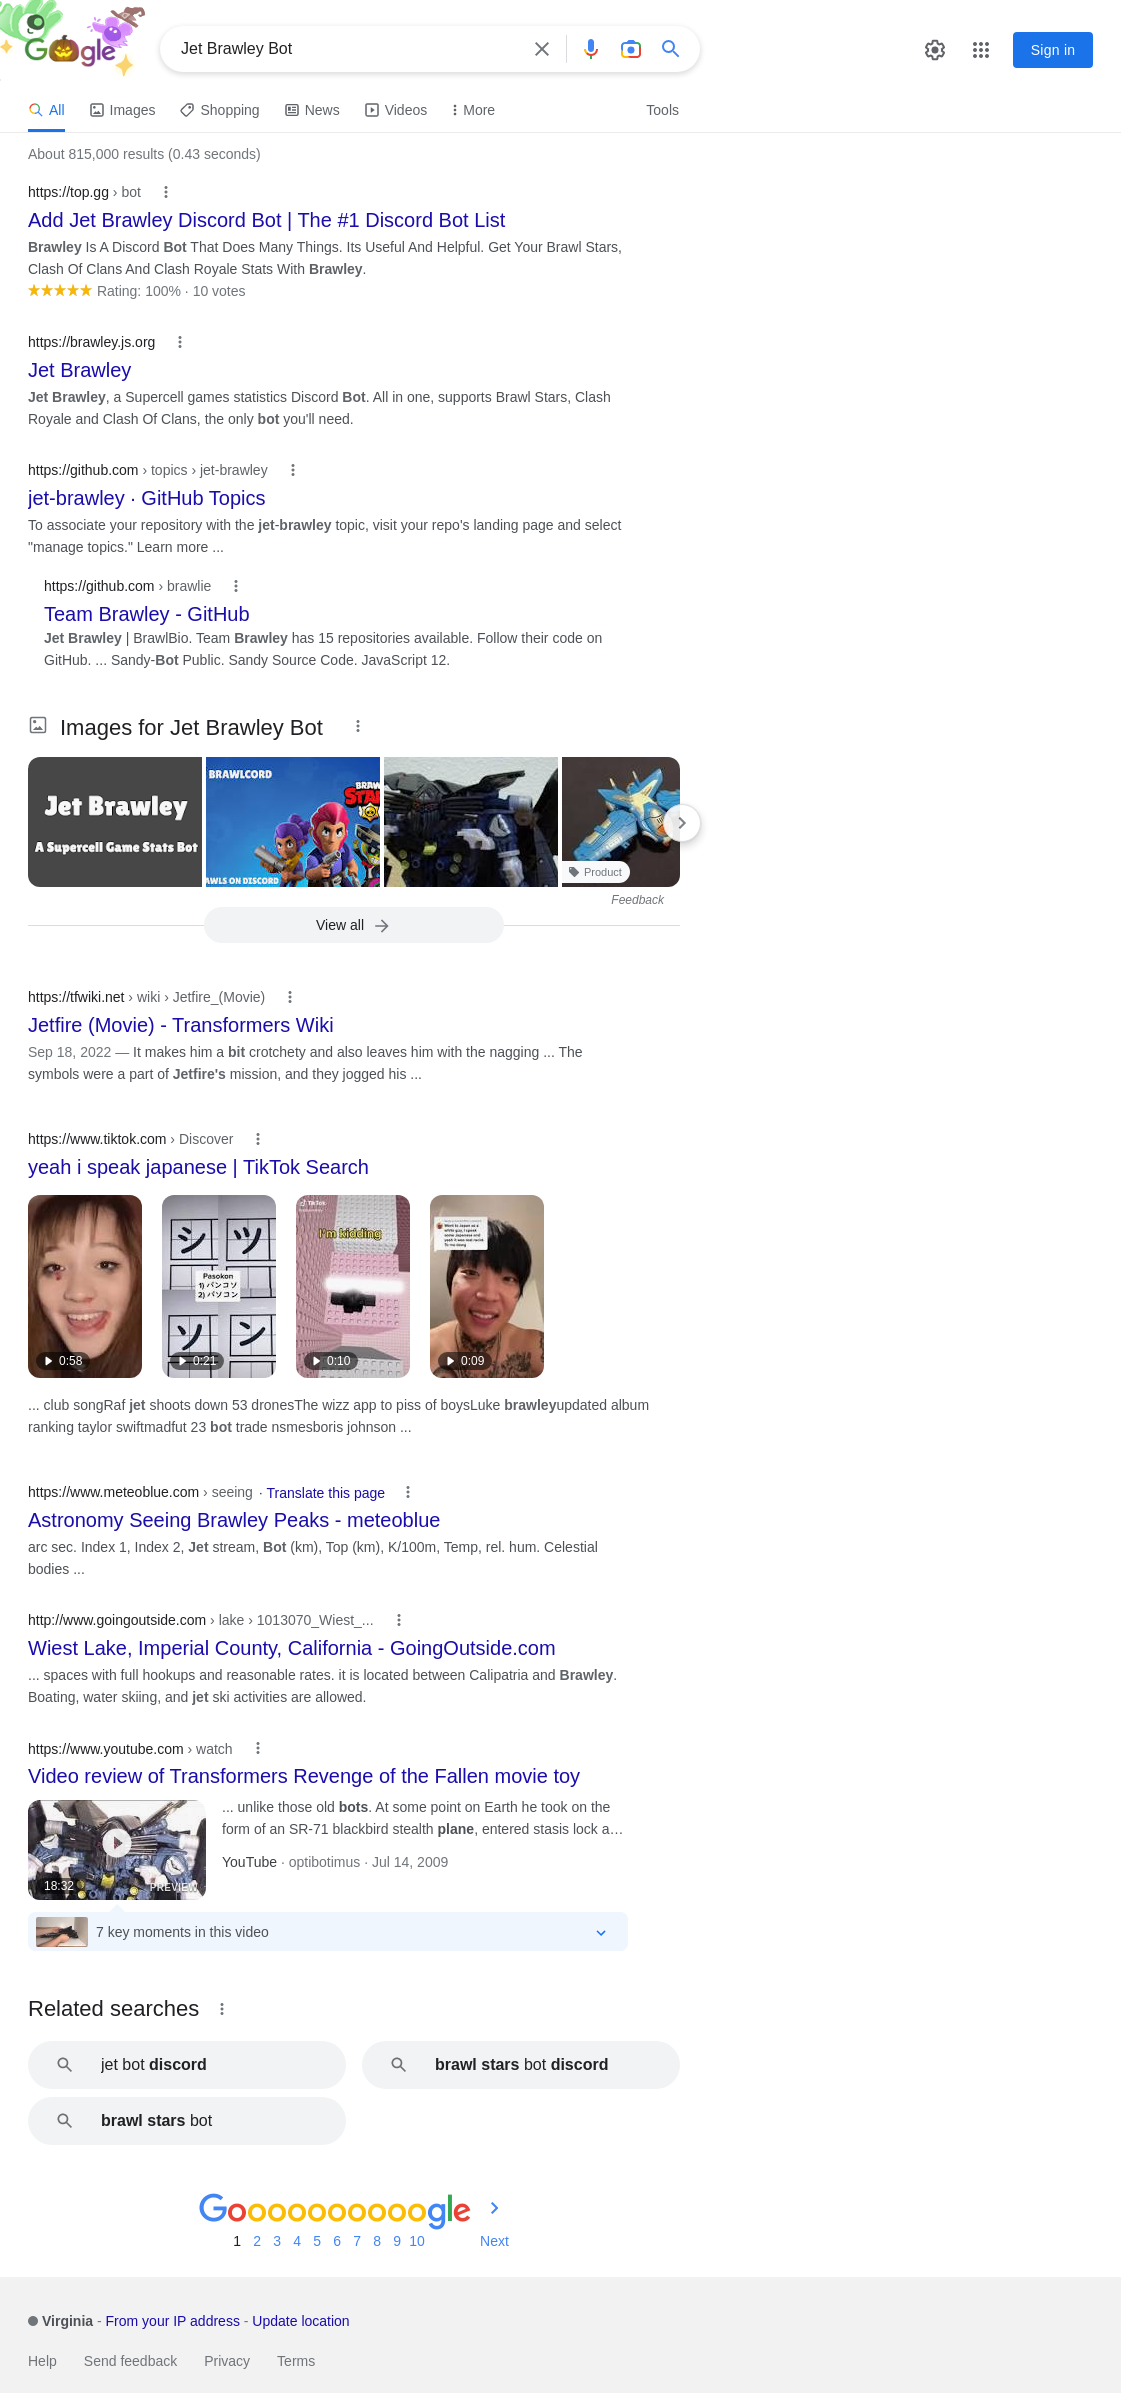 Google
Jet Brawley Bot
Sign in
All Images Shopping News Videos More Tools
About 815,000 results (0.43 seconds)
https://top.gg › bot
Add Jet Brawley Discord Bot | The #1 Discord Bot List
Brawley Is A Discord Bot That Does Many Things. Its Useful And Helpful. Get Your Brawl Stars,
Clash Of Clans And Clash Royale Stats With Brawley.
Rating: 100% · 10 votes
https://brawley.js.org
Jet Brawley
Jet Brawley, a Supercell games statistics Discord Bot. All in one, supports Brawl Stars, Clash
Royale and Clash Of Clans, the only bot you'll need.
https://github.com › topics › jet-brawley
jet-brawley · GitHub Topics
To associate your repository with the jet-brawley topic, visit your repo's landing page and select
"manage topics." Learn more ...
https://github.com › brawlie
Team Brawley - GitHub
Jet Brawley | BrawlBio. Team Brawley has 15 repositories available. Follow their code on
GitHub. ... Sandy-Bot Public. Sandy Source Code. JavaScript 12.
Images for Jet Brawley Bot
Jet Brawley
A Supercell Game Stats Bot
BRAWLCORD
BRAW
STA
AWLS ON DISCORD
Product
Feedback
View all
https://tfwiki.net › wiki › Jetfire_(Movie)
Jetfire (Movie) - Transformers Wiki
Sep 18, 2022 — It makes him a bit crotchety and also leaves him with the nagging ... The
symbols were a part of Jetfire's mission, and they jogged his ...
https://www.tiktok.com › Discover
yeah i speak japanese | TikTok Search
0:58
シ ツ
Pasokon
1) パンコソ
2) パソコン
ソ ン
0:21
TikTok
I'm kidding
0:10
0:09
... club songRaf jet shoots down 53 dronesThe wizz app to piss of boysLuke brawleyupdated album
ranking taylor swiftmadfut 23 bot trade nsmesboris johnson ...
https://www.meteoblue.com › seeing · Translate this page
Astronomy Seeing Brawley Peaks - meteoblue
arc sec. Index 1, Index 2, Jet stream, Bot (km), Top (km), K/100m, Temp, rel. hum. Celestial
bodies ...
http://www.goingoutside.com › lake › 1013070_Wiest_...
Wiest Lake, Imperial County, California - GoingOutside.com
... spaces with full hookups and reasonable rates. it is located between Calipatria and Brawley.
Boating, water skiing, and jet ski activities are allowed.
https://www.youtube.com › watch
Video review of Transformers Revenge of the Fallen movie toy
... unlike those old bots. At some point on Earth he took on the
form of an SR-71 blackbird stealth plane, entered stasis lock a…
YouTube · optibotimus · Jul 14, 2009
18:32
PREVIEW
7 key moments in this video
Related searches
jet bot discord
brawl stars bot discord
brawl stars bot
Goooooooooogle
1 2 3 4 5 6 7 8 9 10 Next
Virginia - From your IP address - Update location
Help Send feedback Privacy Terms